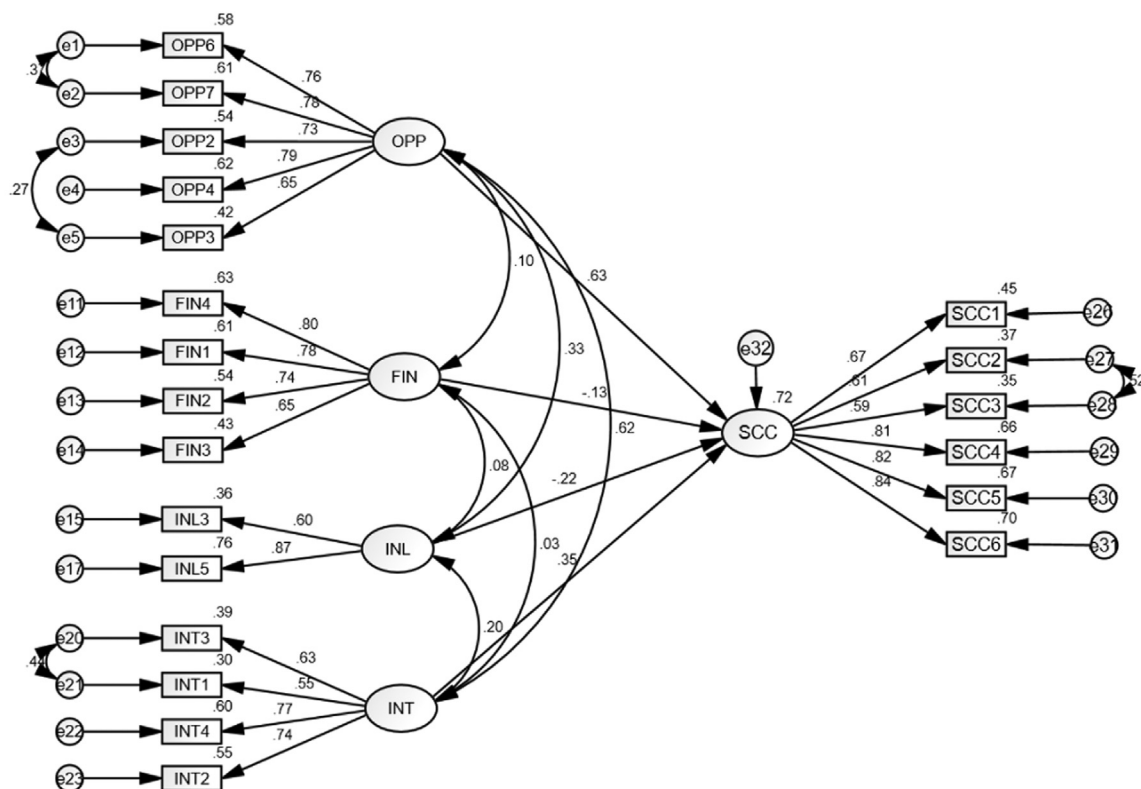 .58
e1 OPP6
.76
.61
.3
e2 OPP7
.78
.54
e3 OPP2 .73 OPP
.62 .79
.27 e4 OPP4
.65
.42
e5 OPP3
.10 .63
.63
e11 FIN4
.80
.61
e12 FIN1
.78
.54
e13 FIN2 .74 FIN
.65
.43
e14 FIN3
.33
-.13
.62
.08
-.22
.36
e15 INL3
.60
.76
e17 INL5 .87 INL
.03
.35
.20
.39
e20 INT3
.63
.30
.44
e21 INT1 .55
.60
e22 INT4 .77 INT
.74
.55
e23 INT2
e32
.72
SCC
.45
SCC1 e26
.67
.37
SCC2 e27
.61
.35
.52
.59 SCC3 e28
.66
.81 SCC4 e29
.67
.82 SCC5 e30
.70
.84 SCC6 e31